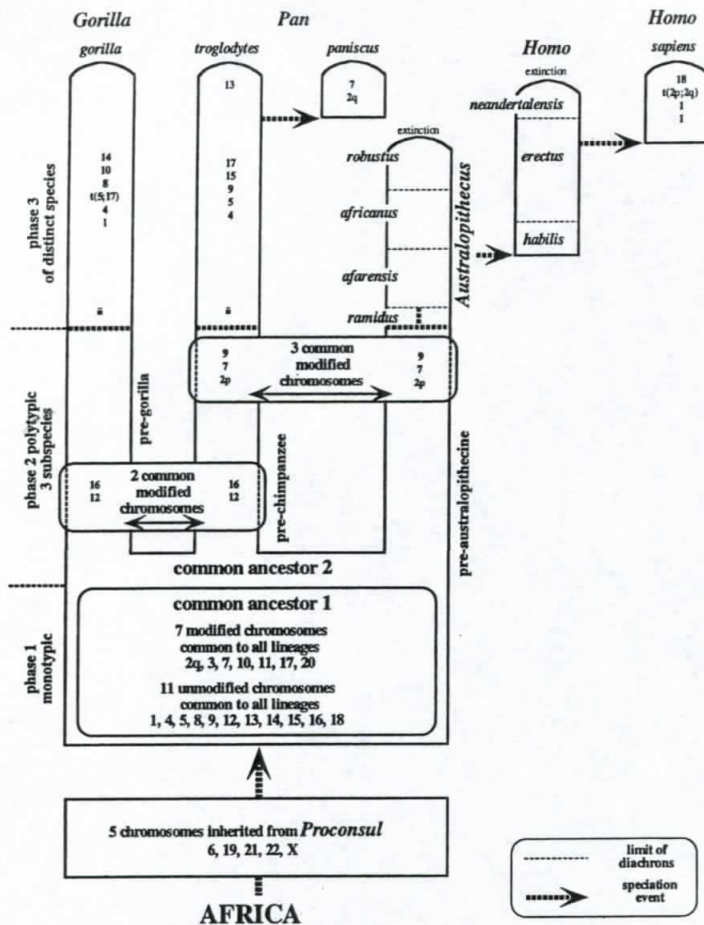 Gorilla
Pan
Homo
Homo
gorilla
troglodytes
paniscus
sapiens
extinction
neandertalensis
erectus
habilis
18
t(2p;2q)
1
1
13
7
2q
extinction
robustus
africanus
afarensis
ramidus
Australopithecus
14
10
8
t(5;17)
4
1
17
15
9
5
4
phase 3
of distinct species
9
7
2p
3 common
modified
chromosomes
9
7
2p
phase 2 polytypic
3 subspecies
pre-gorilla
16
12
2 common
modified
chromosomes
16
12
pre-chimpanzee
pre-australopithecine
common ancestor 2
phase 1
monotypic
common ancestor 1
7 modified chromosomes
common to all lineages
2q, 3, 7, 10, 11, 17, 20
11 unmodified chromosomes
common to all lineages
1, 4, 5, 8, 9, 12, 13, 14, 15, 16, 18
5 chromosomes inherited from Proconsul
6, 19, 21, 22, X
AFRICA
limit of
diachrons
speciation
event